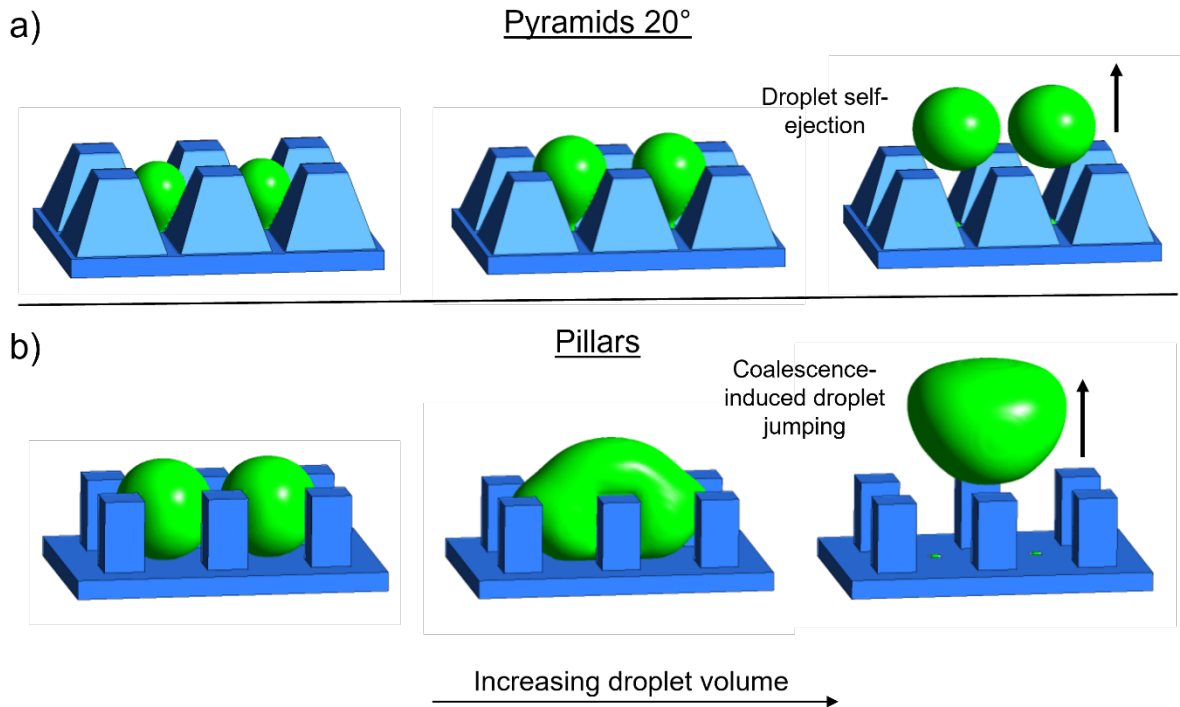 a)
Pyramids 20°
Droplet self-
ejection
b)
Pillars
Coalescence-
induced droplet
jumping
Increasing droplet volume